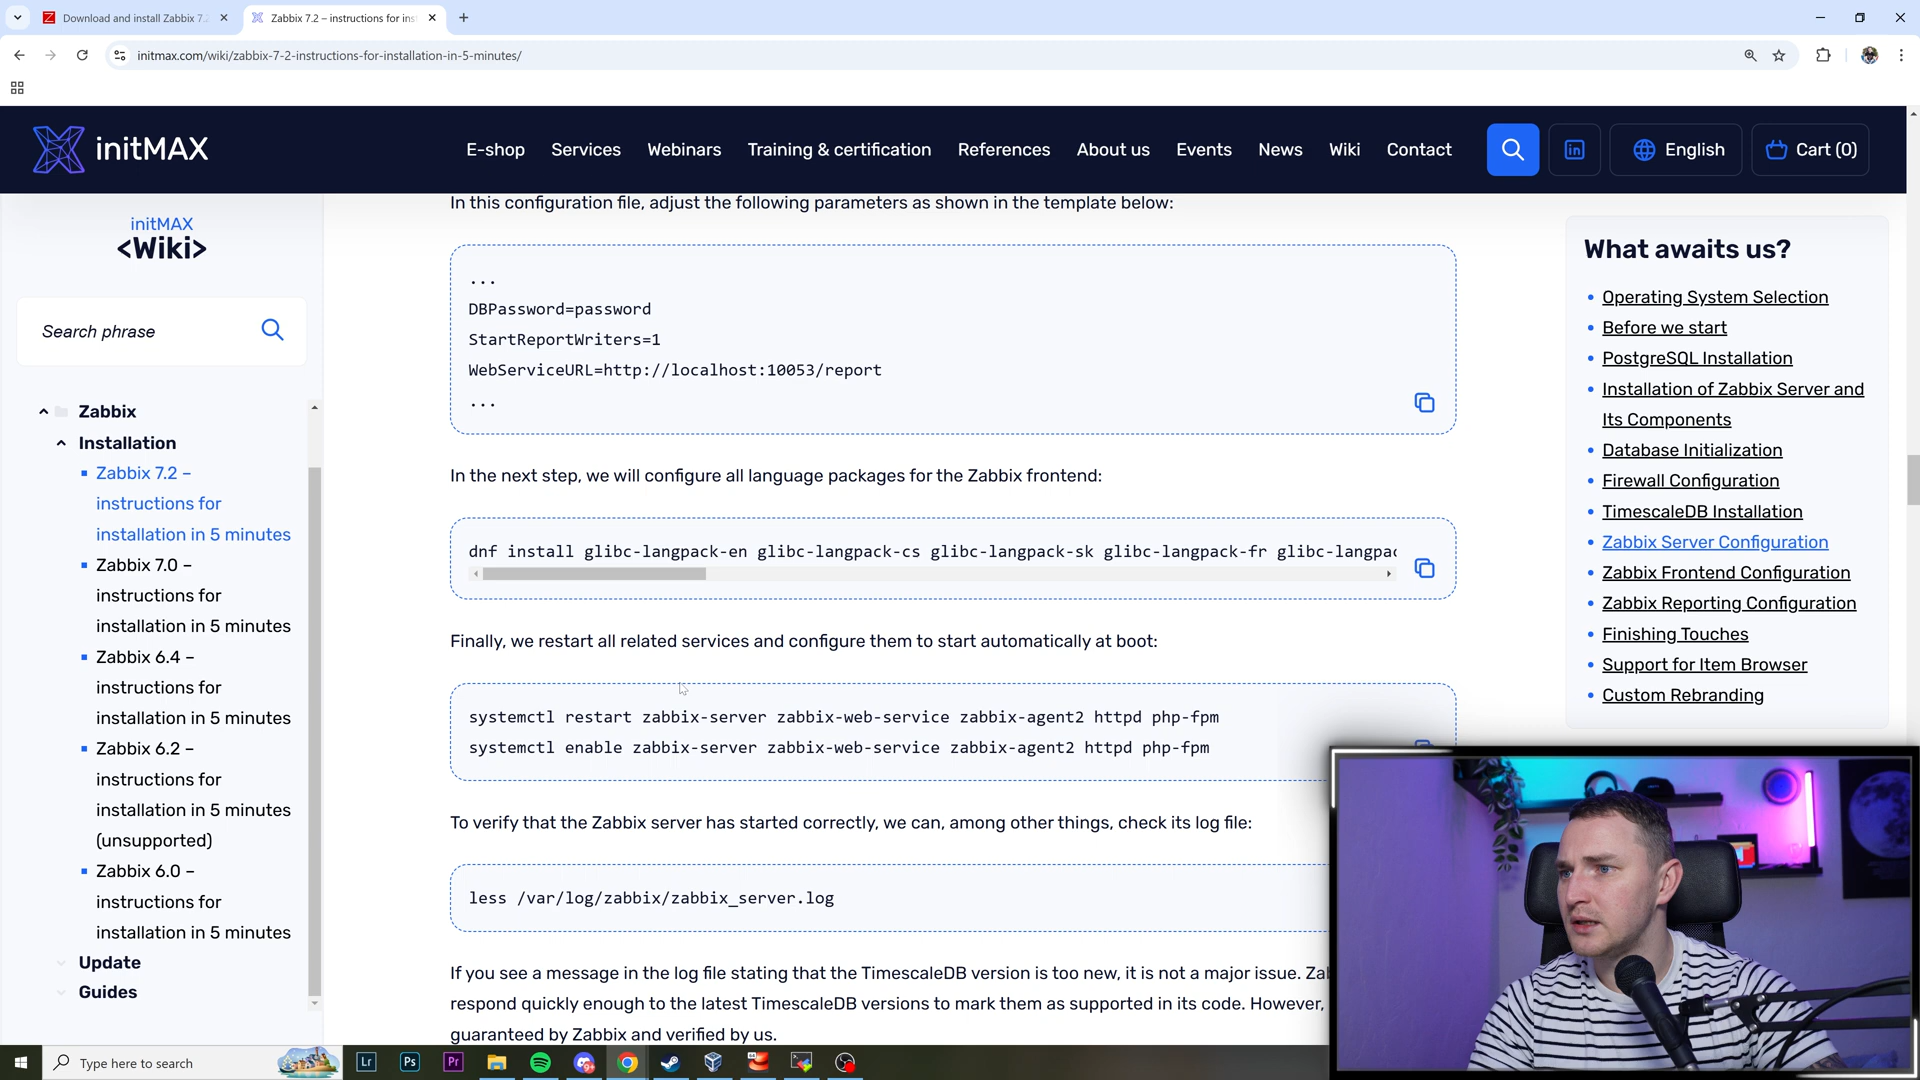 Download and install Zabbix 7.
Zabbix 7.2 – instructions for ins
initmax.com/wiki/zabbix-7-2-instructions-for-installation-in-5-minutes/
initMAX
E-shop
Services
Webinars
Training & certification
References
About us
Events
News
Wiki
Contact
English
Cart (0)
initMAX
<Wiki>
Search phrase
Zabbix
Installation
Zabbix 7.2 –
instructions for
installation in 5 minutes
Zabbix 7.0 –
instructions for
installation in 5 minutes
Zabbix 6.4 –
instructions for
installation in 5 minutes
Zabbix 6.2 –
instructions for
installation in 5 minutes
(unsupported)
Zabbix 6.0 –
instructions for
installation in 5 minutes
Update
Guides
In this configuration file, adjust the following parameters as shown in the template below:
...
DBPassword=password
StartReportWriters=1
WebServiceURL=http://localhost:10053/report
...
In the next step, we will configure all language packages for the Zabbix frontend:
dnf install glibc-langpack-en glibc-langpack-cs glibc-langpack-sk glibc-langpack-fr glibc-langpac
Finally, we restart all related services and configure them to start automatically at boot:
systemctl restart zabbix-server zabbix-web-service zabbix-agent2 httpd php-fpm
systemctl enable zabbix-server zabbix-web-service zabbix-agent2 httpd php-fpm
To verify that the Zabbix server has started correctly, we can, among other things, check its log file:
less /var/log/zabbix/zabbix_server.log
If you see a message in the log file stating that the TimescaleDB version is too new, it is not a major issue. Zal
respond quickly enough to the latest TimescaleDB versions to mark them as supported in its code. However,
guaranteed by Zabbix and verified by us.
What awaits us?
Operating System Selection
Before we start
PostgreSQL Installation
Installation of Zabbix Server and
Its Components
Database Initialization
Firewall Configuration
TimescaleDB Installation
Zabbix Server Configuration
Zabbix Frontend Configuration
Zabbix Reporting Configuration
Finishing Touches
Support for Item Browser
Custom Rebranding
Type here to search
Lr
Ps
Pr